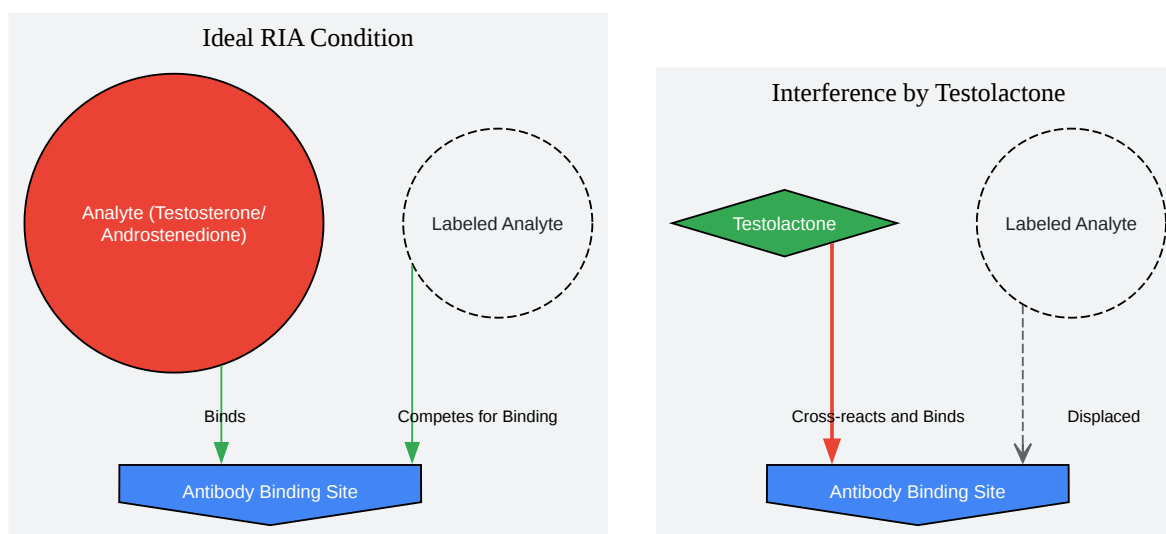 Ideal RIA Condition
Analyte (Testosterone/
Androstenedione)
Labeled Analyte
Binds
Competes for Binding
Antibody Binding Site
Interference by Testolactone
Testolactone
Labeled Analyte
Cross-reacts and Binds
Displaced
Antibody Binding Site